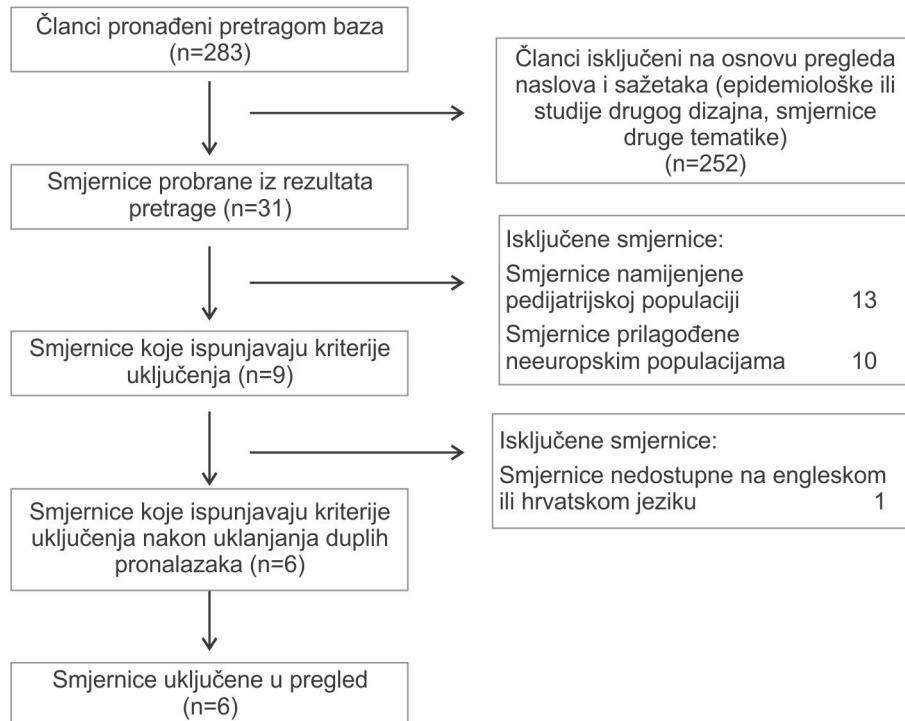 Članci pronađeni pretragom baza
(n=283)
Članci isključeni na osnovu pregleda
naslova i sažetaka (epidemiološke ili
studije drugog dizajna, smjernice
druge tematike)
(n=252)
Smjernice probrane iz rezultata
pretrage (n=31)
Isključene smjernice:
Smjernice namijenjene
pedijatrijskoj populaciji 13
Smjernice prilagođene
neeuropskim populacijama 10
Smjernice koje ispunjavaju kriterije
uključenja (n=9)
Isključene smjernice:
Smjernice nedostupne na engleskom
ili hrvatskom jeziku 1
Smjernice koje ispunjavaju kriterije
uključenja nakon uklanjanja duplih
pronalazaka (n=6)
Smjernice uključene u pregled
(n=6)